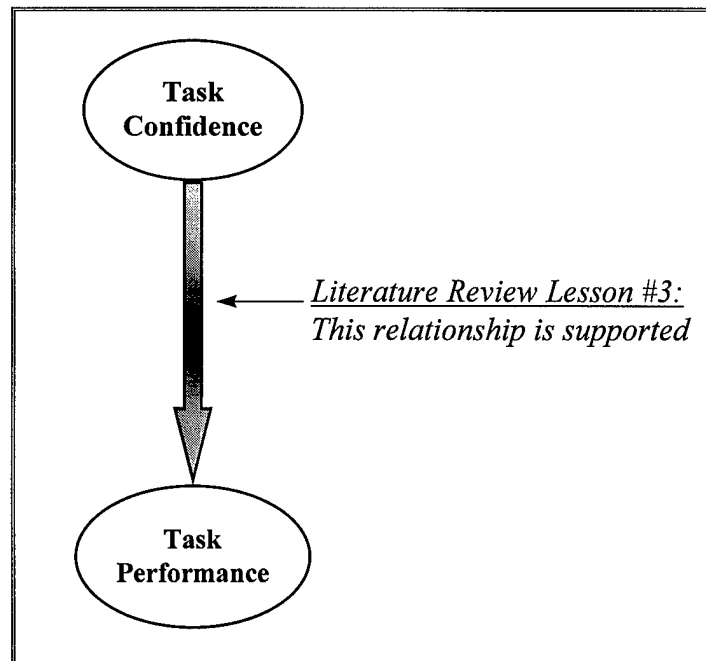 Task
Confidence
Literature Review Lesson #3:
This relationship is supported
Task
Performance